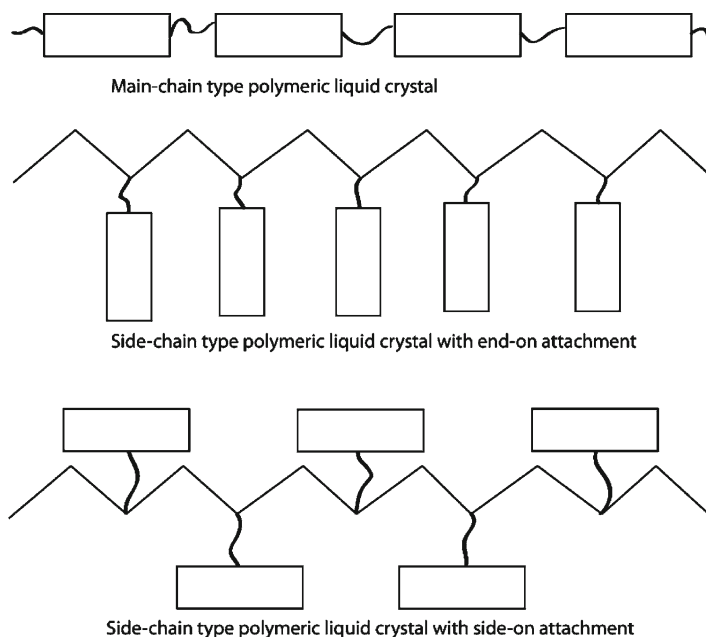 Main-chain type polymeric liquid crystal
Side-chain type polymeric liquid crystal with end-on attachment
Side-chain type polymeric liquid crystal with side-on attachment